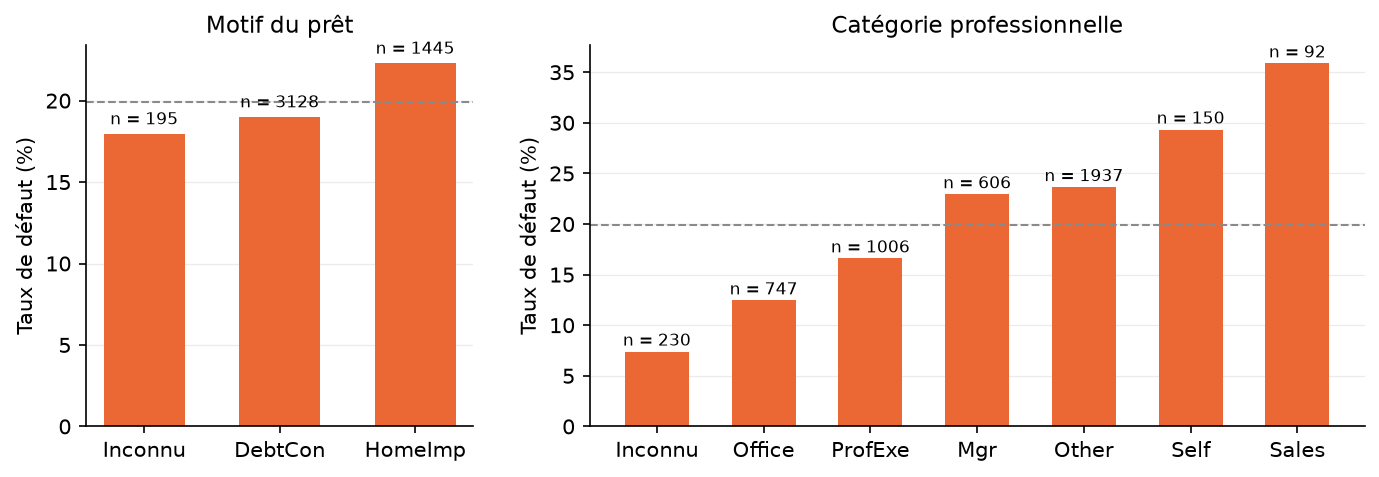 Motif du prêt
Taux de défaut (%)
20
15
10
5
0
n = 195
n = 3128
n = 1445
Inconnu
DebtCon
HomeImp
Catégorie professionnelle
Taux de défaut (%)
35
30
25
20
15
10
5
0
n = 230
n = 747
n = 1006
n = 606
n = 1937
n = 150
n = 92
Inconnu
Office
ProfExe
Mgr
Other
Self
Sales